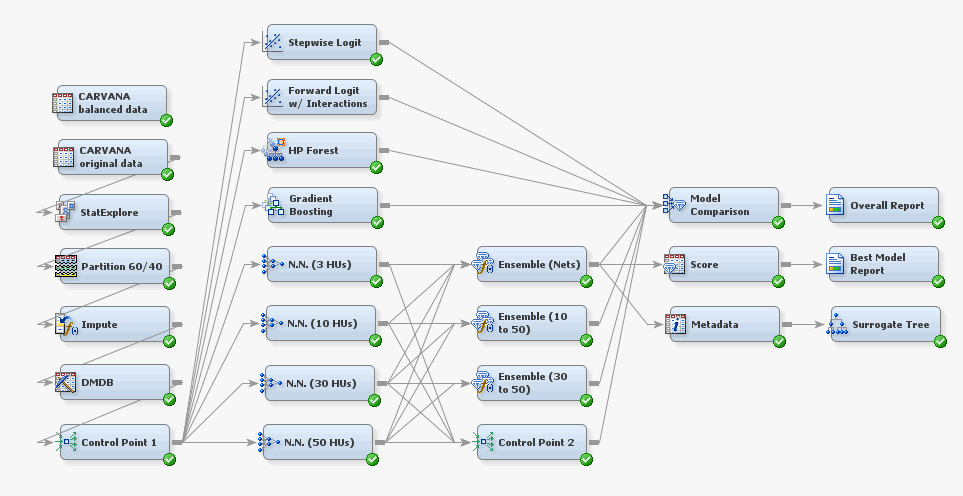 CARVANA
balanced data
CARVANA
original data
StatExplore
Partition 60/40
Impute
DMDB
Control Point 1
Stepwise Logit
Forward Logit
w/ Interactions
HP Forest
Gradient
Boosting
N.N. (3 HUs)
N.N. (10 HUs)
N.N. (30 HUs)
N.N. (50 HUs)
Ensemble (Nets)
Ensemble (10
to 50)
Ensemble (30
to 50)
Control Point 2
Model
Comparison
Score
Metadata
Overall Report
Best Model
Report
Surrogate Tree